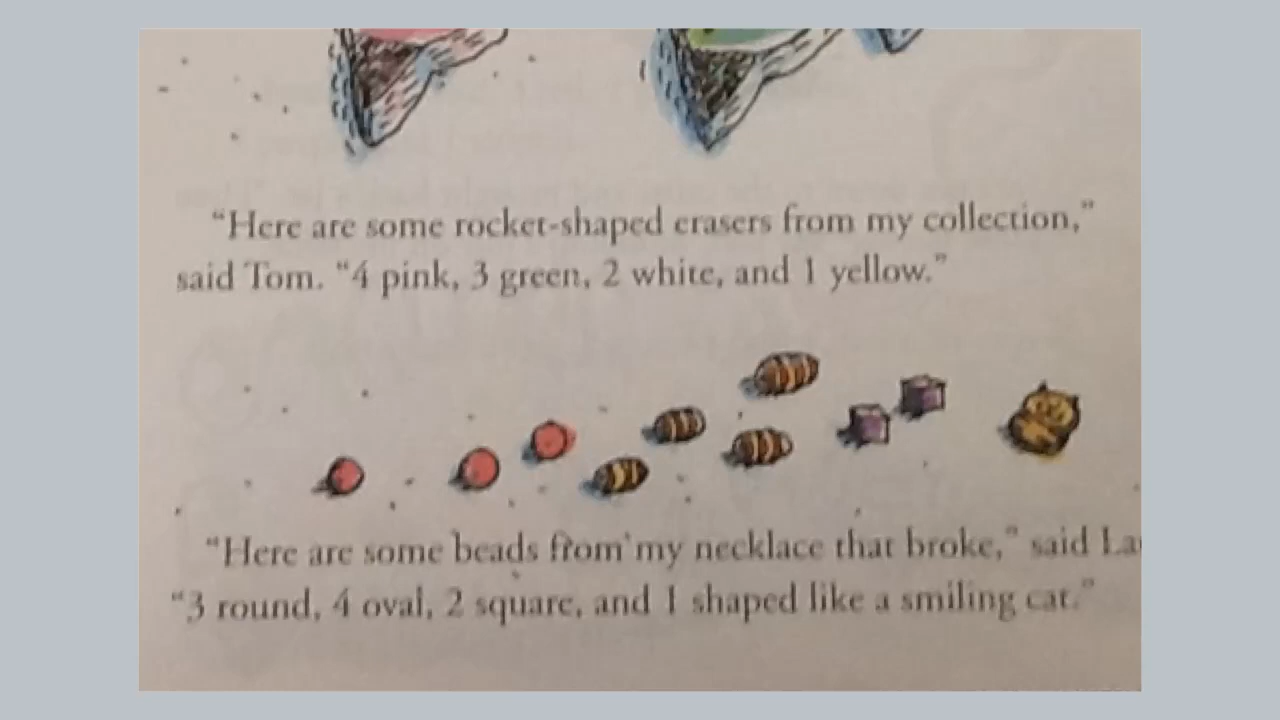 “Here are some rocket-shaped erasers from my collection,”
said Tom. “4 pink, 3 green, 2 white, and 1 yellow.”
“Here are some beads from my necklace that broke,” said
“3 round, 4 oval, 2 square, and 1 shaped like a smiling cat.”